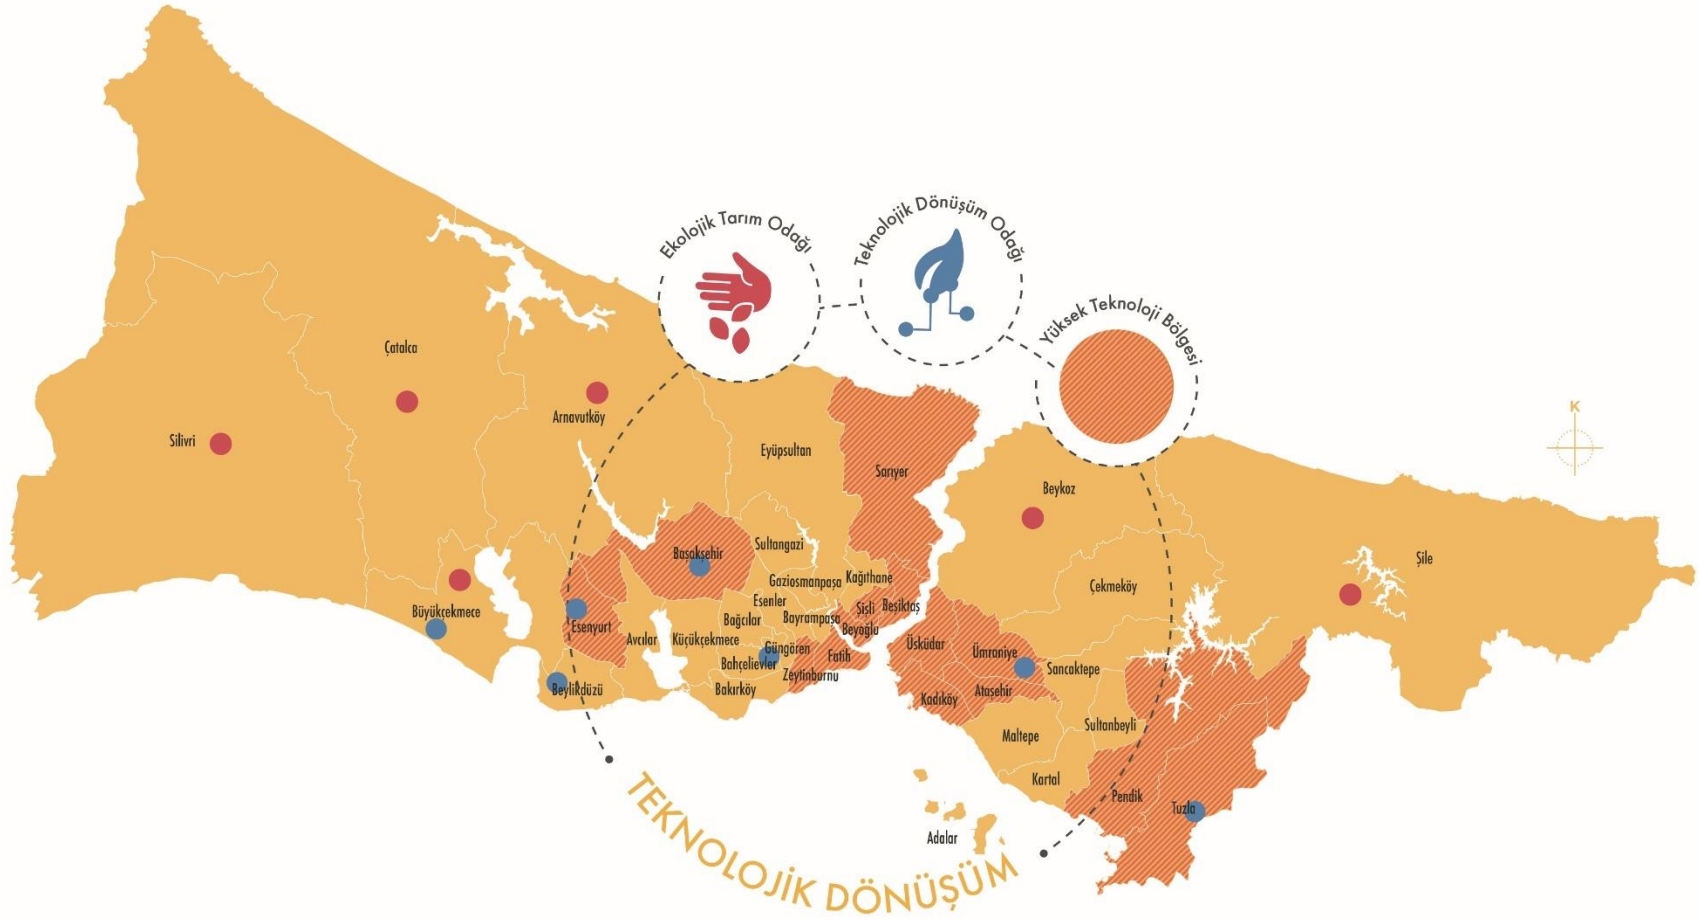 Ekolojik Tarım Odağı
Teknolojik Dönüşüm Odağı
Yüksek Teknoloji Bölgesi
K
Çatalca
Silivri
Arnavutköy
Eyüpsultan
Sarıyer
Beykoz
Şile
Başakşehir
Sultangazi
Gaziosmanpaşa
Kağıthane
Çekmeköy
Büyükçekmece
Esenyurt
Avcılar
Küçükçekmece
Esenler
Bağcılar
Bayrampaşa
Şişli
Beşiktaş
Beyoğlu
Güngören
Bahçelievler
Fatih
Zeytinburnu
Bakırköy
Beylikdüzü
Üsküdar
Ümraniye
Sancaktepe
Kadıköy
Ataşehir
Sultanbeyli
Maltepe
Kartal
Pendik
Tuzla
Adalar
TEKNOLOJİK DÖNÜŞÜM